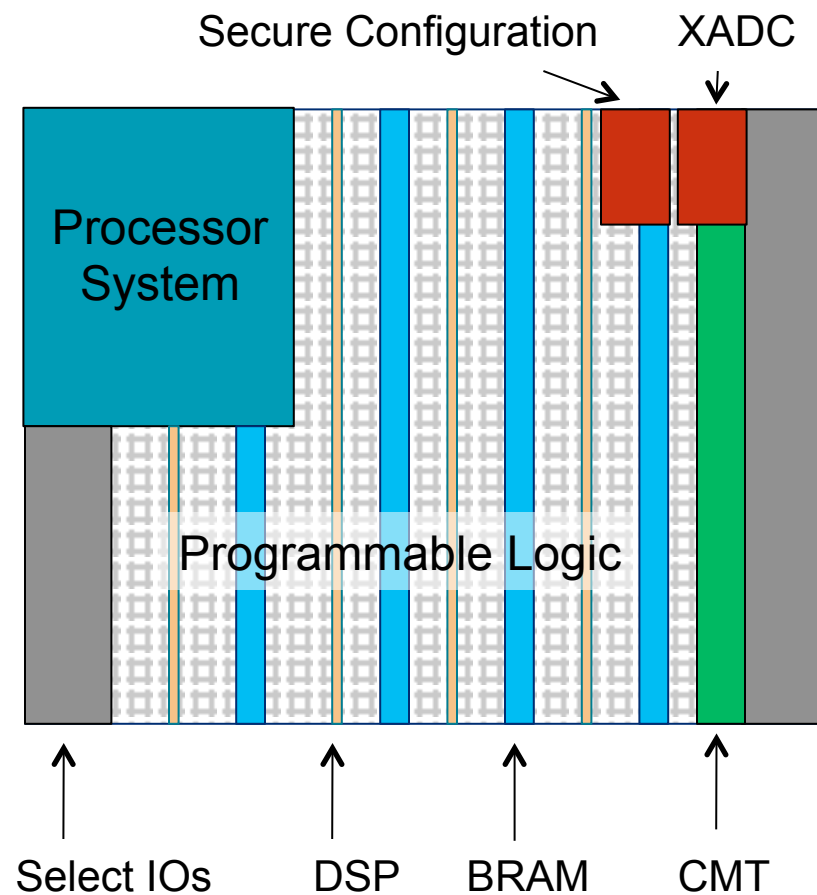 Secure Configuration XADC
Processor
System
Programmable Logic
Select IOs DSP BRAM CMT